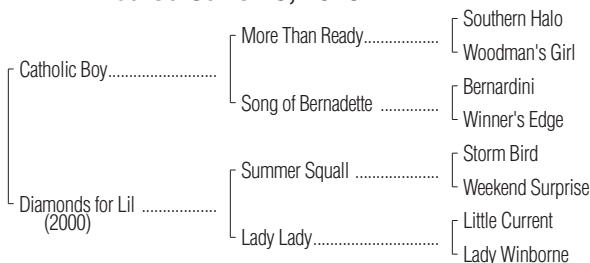 Southern Halo
More Than Ready
Woodman's Girl
Catholic Boy
Bernardini
Song of Bernadette
Winner's Edge
Storm Bird
Summer Squall
Weekend Surprise
Diamonds for Lil
(2000)
Little Current
Lady Lady
Lady Winborne